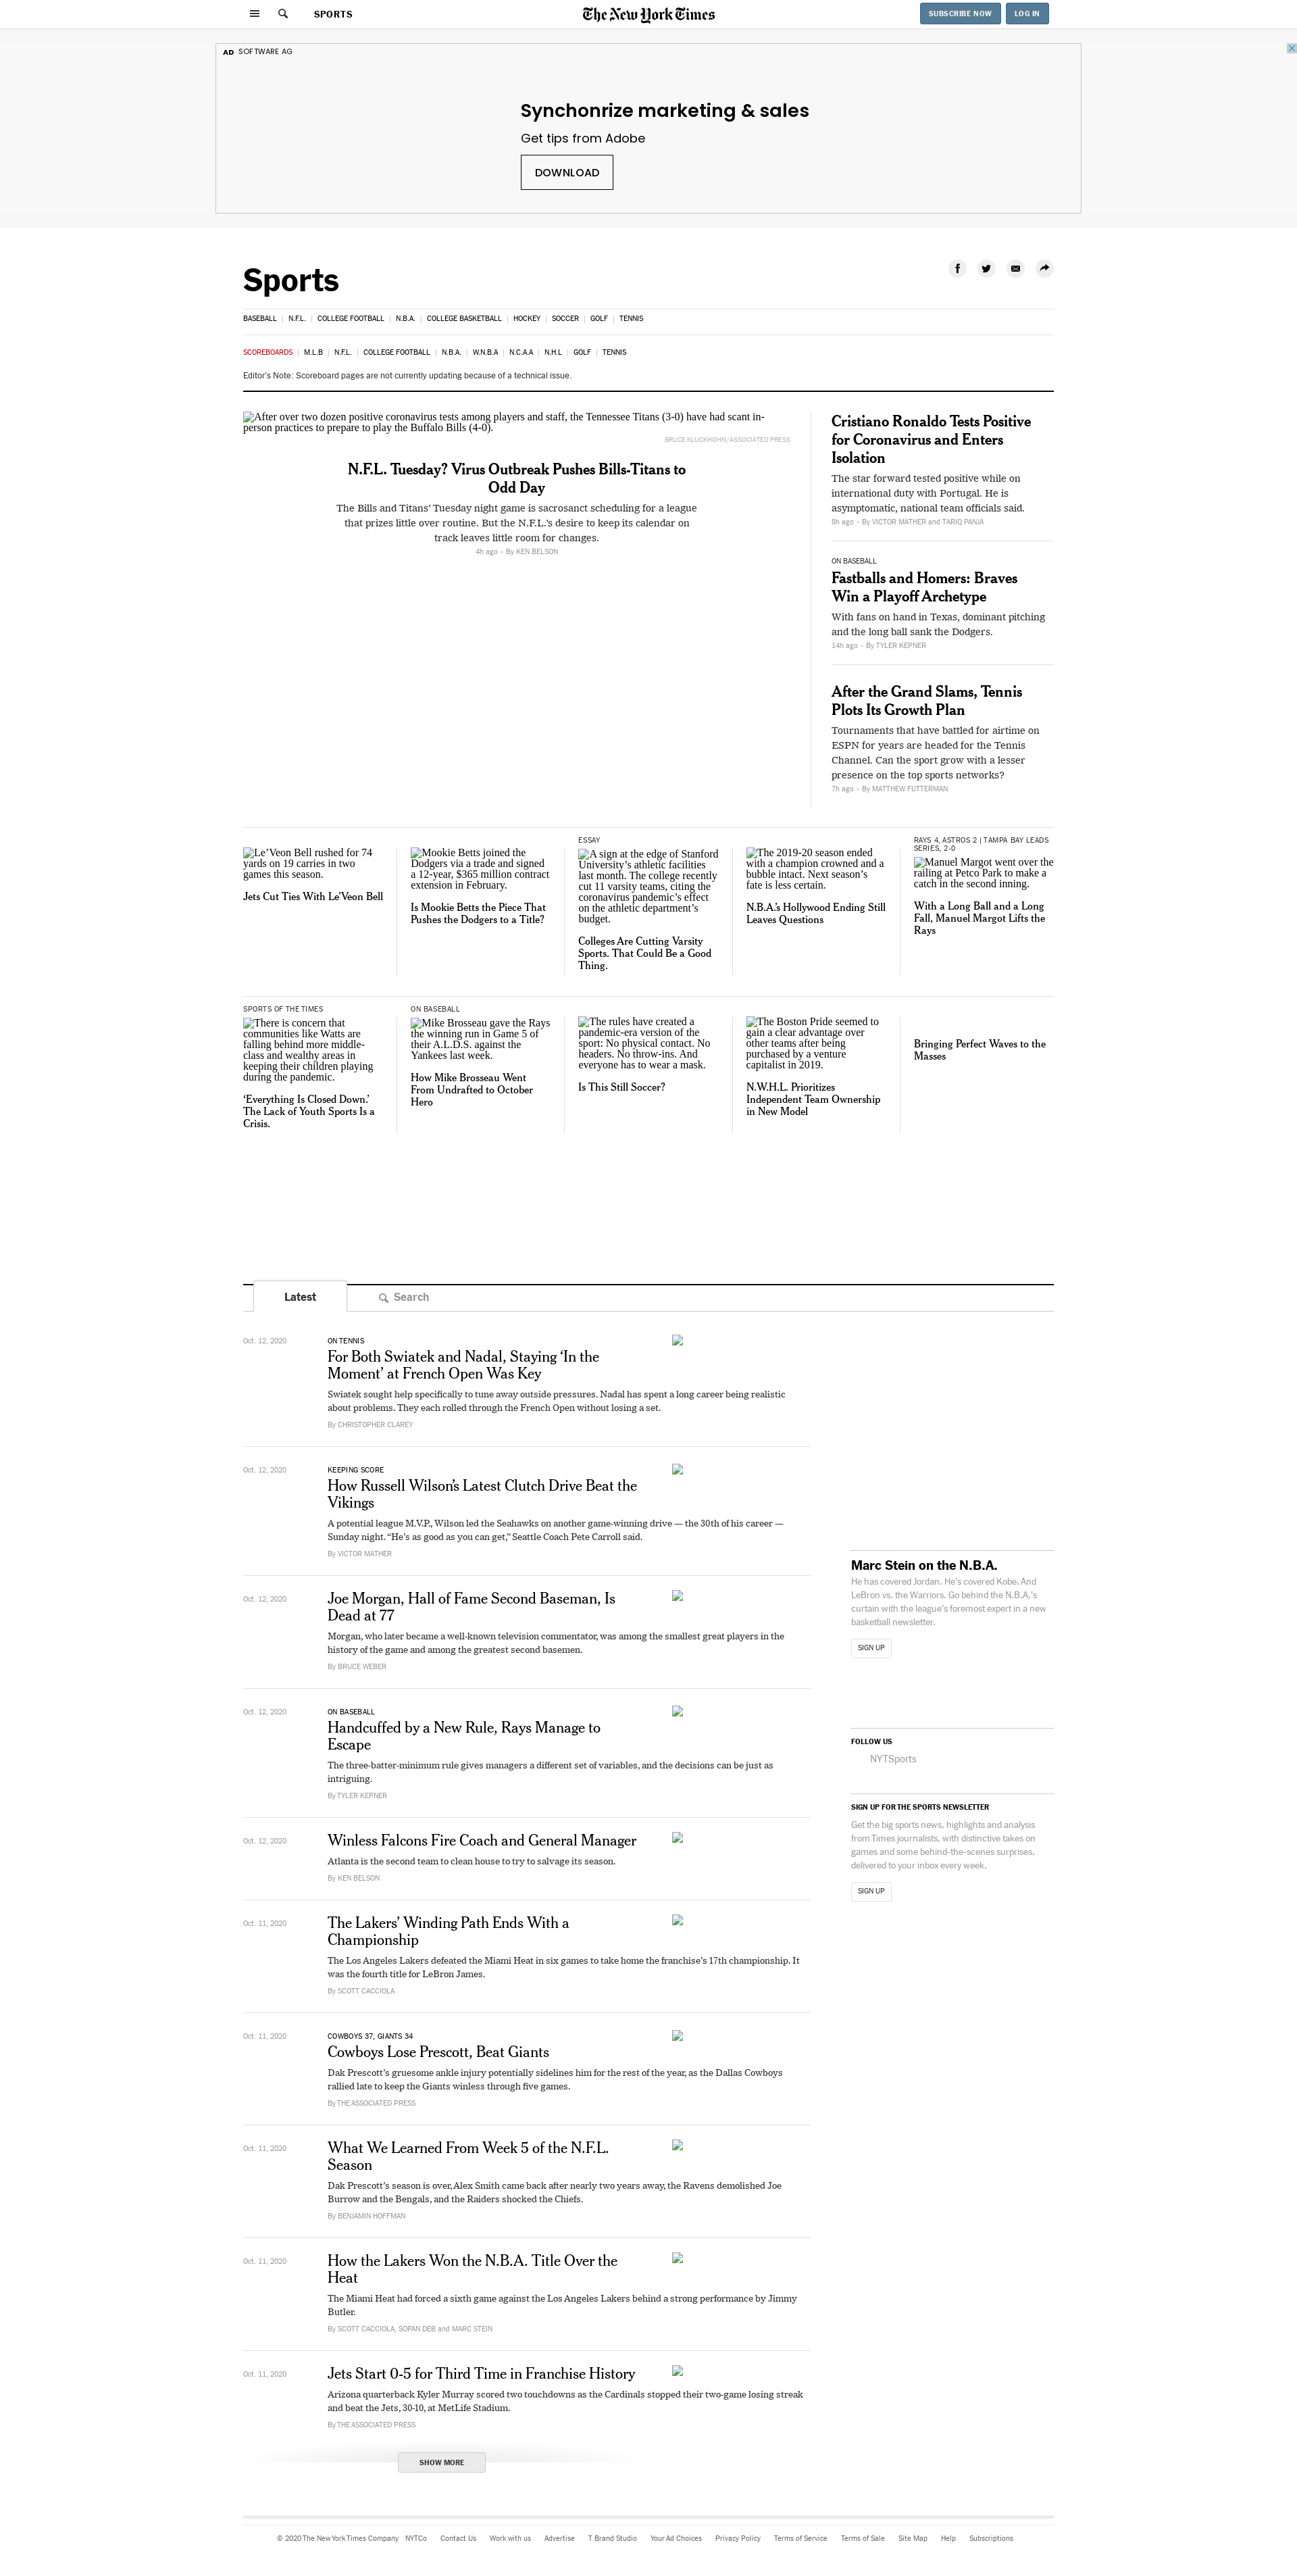 SPORTS
The New York Times
SUBSCRIBE NOW
LOG IN
AD SOFTWARE AG
Synchonrize marketing & sales
Get tips from Adobe
DOWNLOAD
Sports
BASEBALL | N.F.L. | COLLEGE FOOTBALL | N.B.A. | COLLEGE BASKETBALL | HOCKEY | SOCCER | GOLF | TENNIS
SCOREBOARDS | M.L.B | N.F.L. | COLLEGE FOOTBALL | N.B.A. | W.N.B.A | N.C.A.A | N.H.L | GOLF | TENNIS
Editor's Note: Scoreboard pages are not currently updating because of a technical issue.
After over two dozen positive coronavirus tests among players and staff, the Tennessee Titans (3-0) have had scant in-
person practices to prepare to play the Buffalo Bills (4-0).
BRUCE KLUCKHOHN/ASSOCIATED PRESS
N.F.L. Tuesday? Virus Outbreak Pushes Bills-Titans to
Odd Day
The Bills and Titans’ Tuesday night game is sacrosanct scheduling for a league
that prizes little over routine. But the N.F.L.’s desire to keep its calendar on
track leaves little room for changes.
4h ago • By KEN BELSON
Cristiano Ronaldo Tests Positive
for Coronavirus and Enters
Isolation
The star forward tested positive while on
international duty with Portugal. He is
asymptomatic, national team officials said.
8h ago • By VICTOR MATHER and TARIQ PANJA
ON BASEBALL
Fastballs and Homers: Braves
Win a Playoff Archetype
With fans on hand in Texas, dominant pitching
and the long ball sank the Dodgers.
14h ago • By TYLER KEPNER
After the Grand Slams, Tennis
Plots Its Growth Plan
Tournaments that have battled for airtime on
ESPN for years are headed for the Tennis
Channel. Can the sport grow with a lesser
presence on the top sports networks?
7h ago • By MATTHEW FUTTERMAN
Le’Veon Bell rushed for 74
yards on 19 carries in two
games this season.
Jets Cut Ties With Le’Veon Bell
Mookie Betts joined the
Dodgers via a trade and signed
a 12-year, $365 million contract
extension in February.
Is Mookie Betts the Piece That
Pushes the Dodgers to a Title?
ESSAY
A sign at the edge of Stanford
University’s athletic facilities
last month. The college recently
cut 11 varsity teams, citing the
coronavirus pandemic’s effect
on the athletic department’s
budget.
Colleges Are Cutting Varsity
Sports. That Could Be a Good
Thing.
The 2019-20 season ended
with a champion crowned and a
bubble intact. Next season’s
fate is less certain.
N.B.A.’s Hollywood Ending Still
Leaves Questions
RAYS 4, ASTROS 2 | TAMPA BAY LEADS
SERIES, 2-0
Manuel Margot went over the
railing at Petco Park to make a
catch in the second inning.
With a Long Ball and a Long
Fall, Manuel Margot Lifts the
Rays
SPORTS OF THE TIMES
There is concern that
communities like Watts are
falling behind more middle-
class and wealthy areas in
keeping their children playing
during the pandemic.
‘Everything Is Closed Down.’
The Lack of Youth Sports Is a
Crisis.
ON BASEBALL
Mike Brosseau gave the Rays
the winning run in Game 5 of
their A.L.D.S. against the
Yankees last week.
How Mike Brosseau Went
From Undrafted to October
Hero
The rules have created a
pandemic-era version of the
sport: No physical contact. No
headers. No throw-ins. And
everyone has to wear a mask.
Is This Still Soccer?
The Boston Pride seemed to
gain a clear advantage over
other teams after being
purchased by a venture
capitalist in 2019.
N.W.H.L. Prioritizes
Independent Team Ownership
in New Model
Bringing Perfect Waves to the
Masses
Latest
Search
Oct. 12, 2020
ON TENNIS
For Both Swiatek and Nadal, Staying ‘In the
Moment’ at French Open Was Key
Swiatek sought help specifically to tune away outside pressures. Nadal has spent a long career being realistic
about problems. They each rolled through the French Open without losing a set.
By CHRISTOPHER CLAREY
Oct. 12, 2020
KEEPING SCORE
How Russell Wilson’s Latest Clutch Drive Beat the
Vikings
A potential league M.V.P., Wilson led the Seahawks on another game-winning drive — the 30th of his career —
Sunday night. “He’s as good as you can get,” Seattle Coach Pete Carroll said.
By VICTOR MATHER
Oct. 12, 2020
Joe Morgan, Hall of Fame Second Baseman, Is
Dead at 77
Morgan, who later became a well-known television commentator, was among the smallest great players in the
history of the game and among the greatest second basemen.
By BRUCE WEBER
Oct. 12, 2020
ON BASEBALL
Handcuffed by a New Rule, Rays Manage to
Escape
The three-batter-minimum rule gives managers a different set of variables, and the decisions can be just as
intriguing.
By TYLER KEPNER
Oct. 12, 2020
Winless Falcons Fire Coach and General Manager
Atlanta is the second team to clean house to try to salvage its season.
By KEN BELSON
Oct. 11, 2020
The Lakers’ Winding Path Ends With a
Championship
The Los Angeles Lakers defeated the Miami Heat in six games to take home the franchise’s 17th championship. It
was the fourth title for LeBron James.
By SCOTT CACCIOLA
Oct. 11, 2020
COWBOYS 37, GIANTS 34
Cowboys Lose Prescott, Beat Giants
Dak Prescott’s gruesome ankle injury potentially sidelines him for the rest of the year, as the Dallas Cowboys
rallied late to keep the Giants winless through five games.
By THE ASSOCIATED PRESS
Oct. 11, 2020
What We Learned From Week 5 of the N.F.L.
Season
Dak Prescott’s season is over, Alex Smith came back after nearly two years away, the Ravens demolished Joe
Burrow and the Bengals, and the Raiders shocked the Chiefs.
By BENJAMIN HOFFMAN
Oct. 11, 2020
How the Lakers Won the N.B.A. Title Over the
Heat
The Miami Heat had forced a sixth game against the Los Angeles Lakers behind a strong performance by Jimmy
Butler.
By SCOTT CACCIOLA, SOPAN DEB and MARC STEIN
Oct. 11, 2020
Jets Start 0-5 for Third Time in Franchise History
Arizona quarterback Kyler Murray scored two touchdowns as the Cardinals stopped their two-game losing streak
and beat the Jets, 30-10, at MetLife Stadium.
By THE ASSOCIATED PRESS
SHOW MORE
Marc Stein on the N.B.A.
He has covered Jordan. He’s covered Kobe. And
LeBron vs. the Warriors. Go behind the N.B.A.’s
curtain with the league’s foremost expert in a new
basketball newsletter.
SIGN UP
FOLLOW US
NYTSports
SIGN UP FOR THE SPORTS NEWSLETTER
Get the big sports news, highlights and analysis
from Times journalists, with distinctive takes on
games and some behind-the-scenes surprises,
delivered to your inbox every week.
SIGN UP
© 2020 The New York Times Company NYTCo Contact Us Work with us Advertise T Brand Studio Your Ad Choices Privacy Policy Terms of Service Terms of Sale Site Map Help Subscriptions